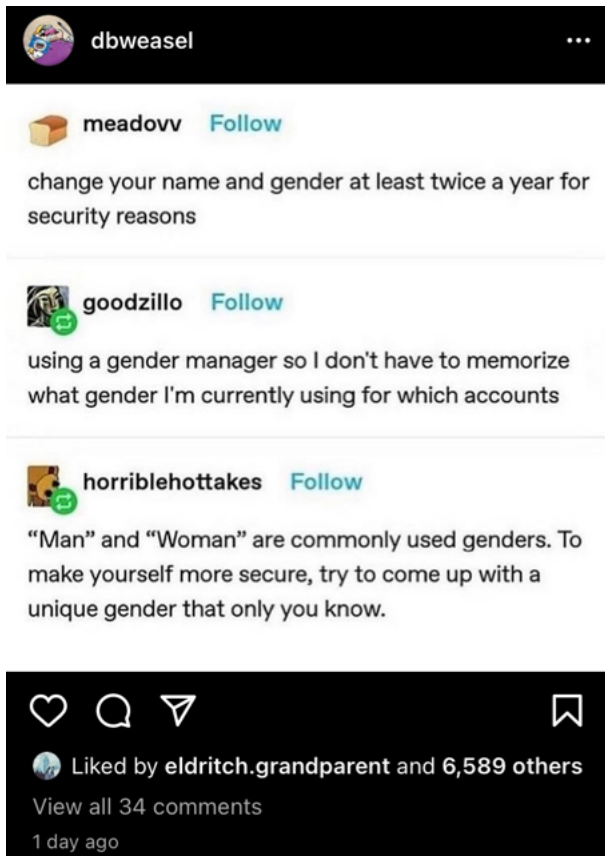 dbweasel
meadovv Follow
change your name and gender at least twice a year for
security reasons
goodzillo Follow
using a gender manager so I don't have to memorize
what gender I'm currently using for which accounts
horriblehottakes Follow
“Man” and “Woman” are commonly used genders. To
make yourself more secure, try to come up with a
unique gender that only you know.
Liked by eldritch.grandparent and 6,589 others
View all 34 comments
1 day ago